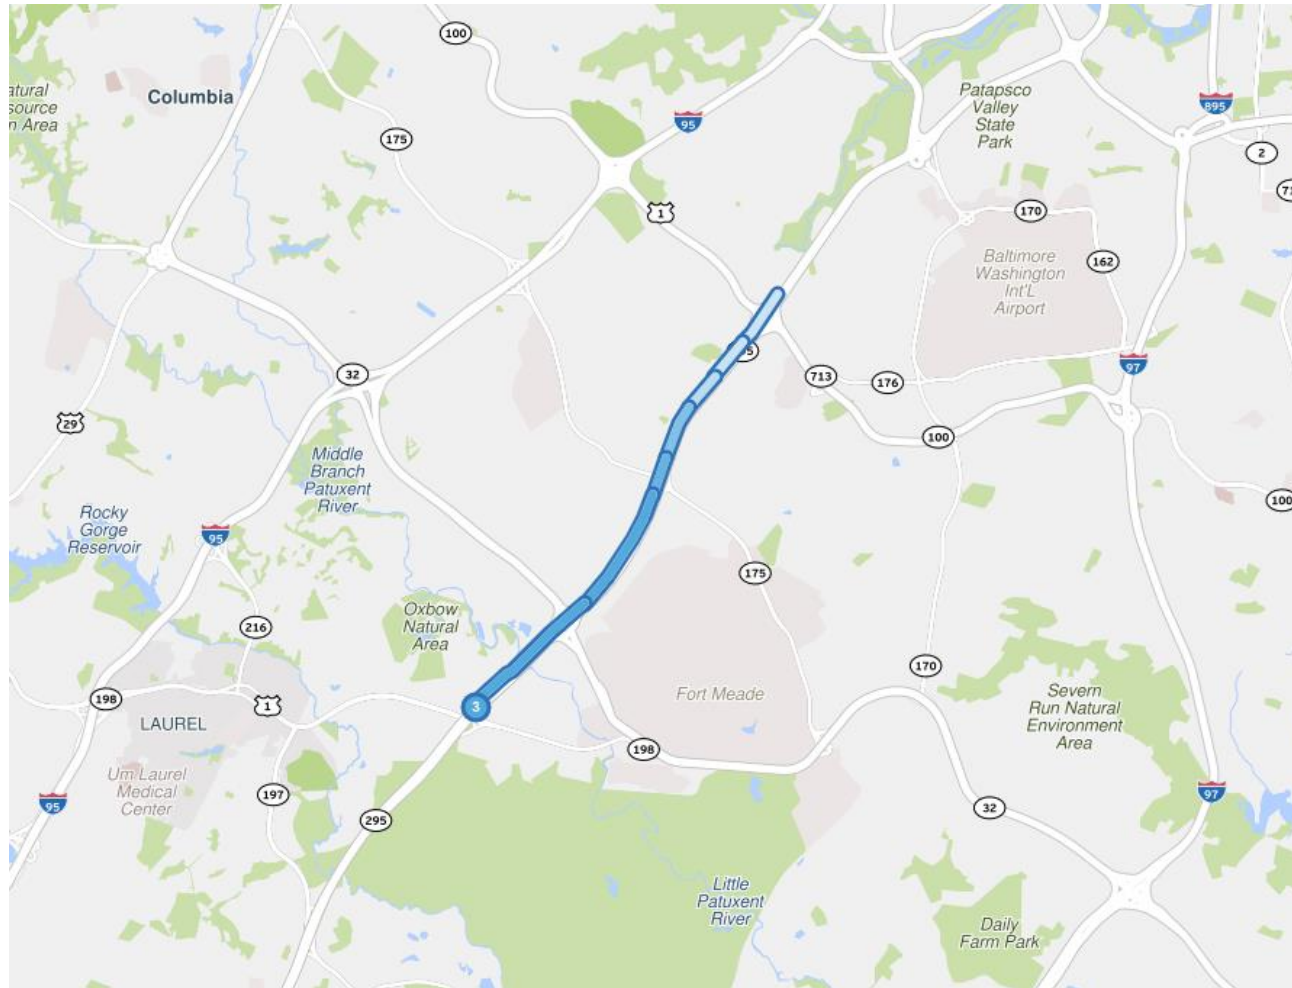 100
Columbia
atural
source
n Area
175
95
Patapsco
Valley
State
Park
895
2
1
170
162
Baltimore
Washington
Int'L
Airport
32
713
176
97
29
100
100
Middle
Branch
Patuxent
River
Rocky
Gorge
Reservoir
95
175
Oxbow
Natural
Area
216
170
Fort Meade
Severn
Run Natural
Environment
Area
198
1
3
LAUREL
198
Um Laurel
Medical
Center
197
95
295
32
97
Little
Patuxent
River
Daily
Farm Park